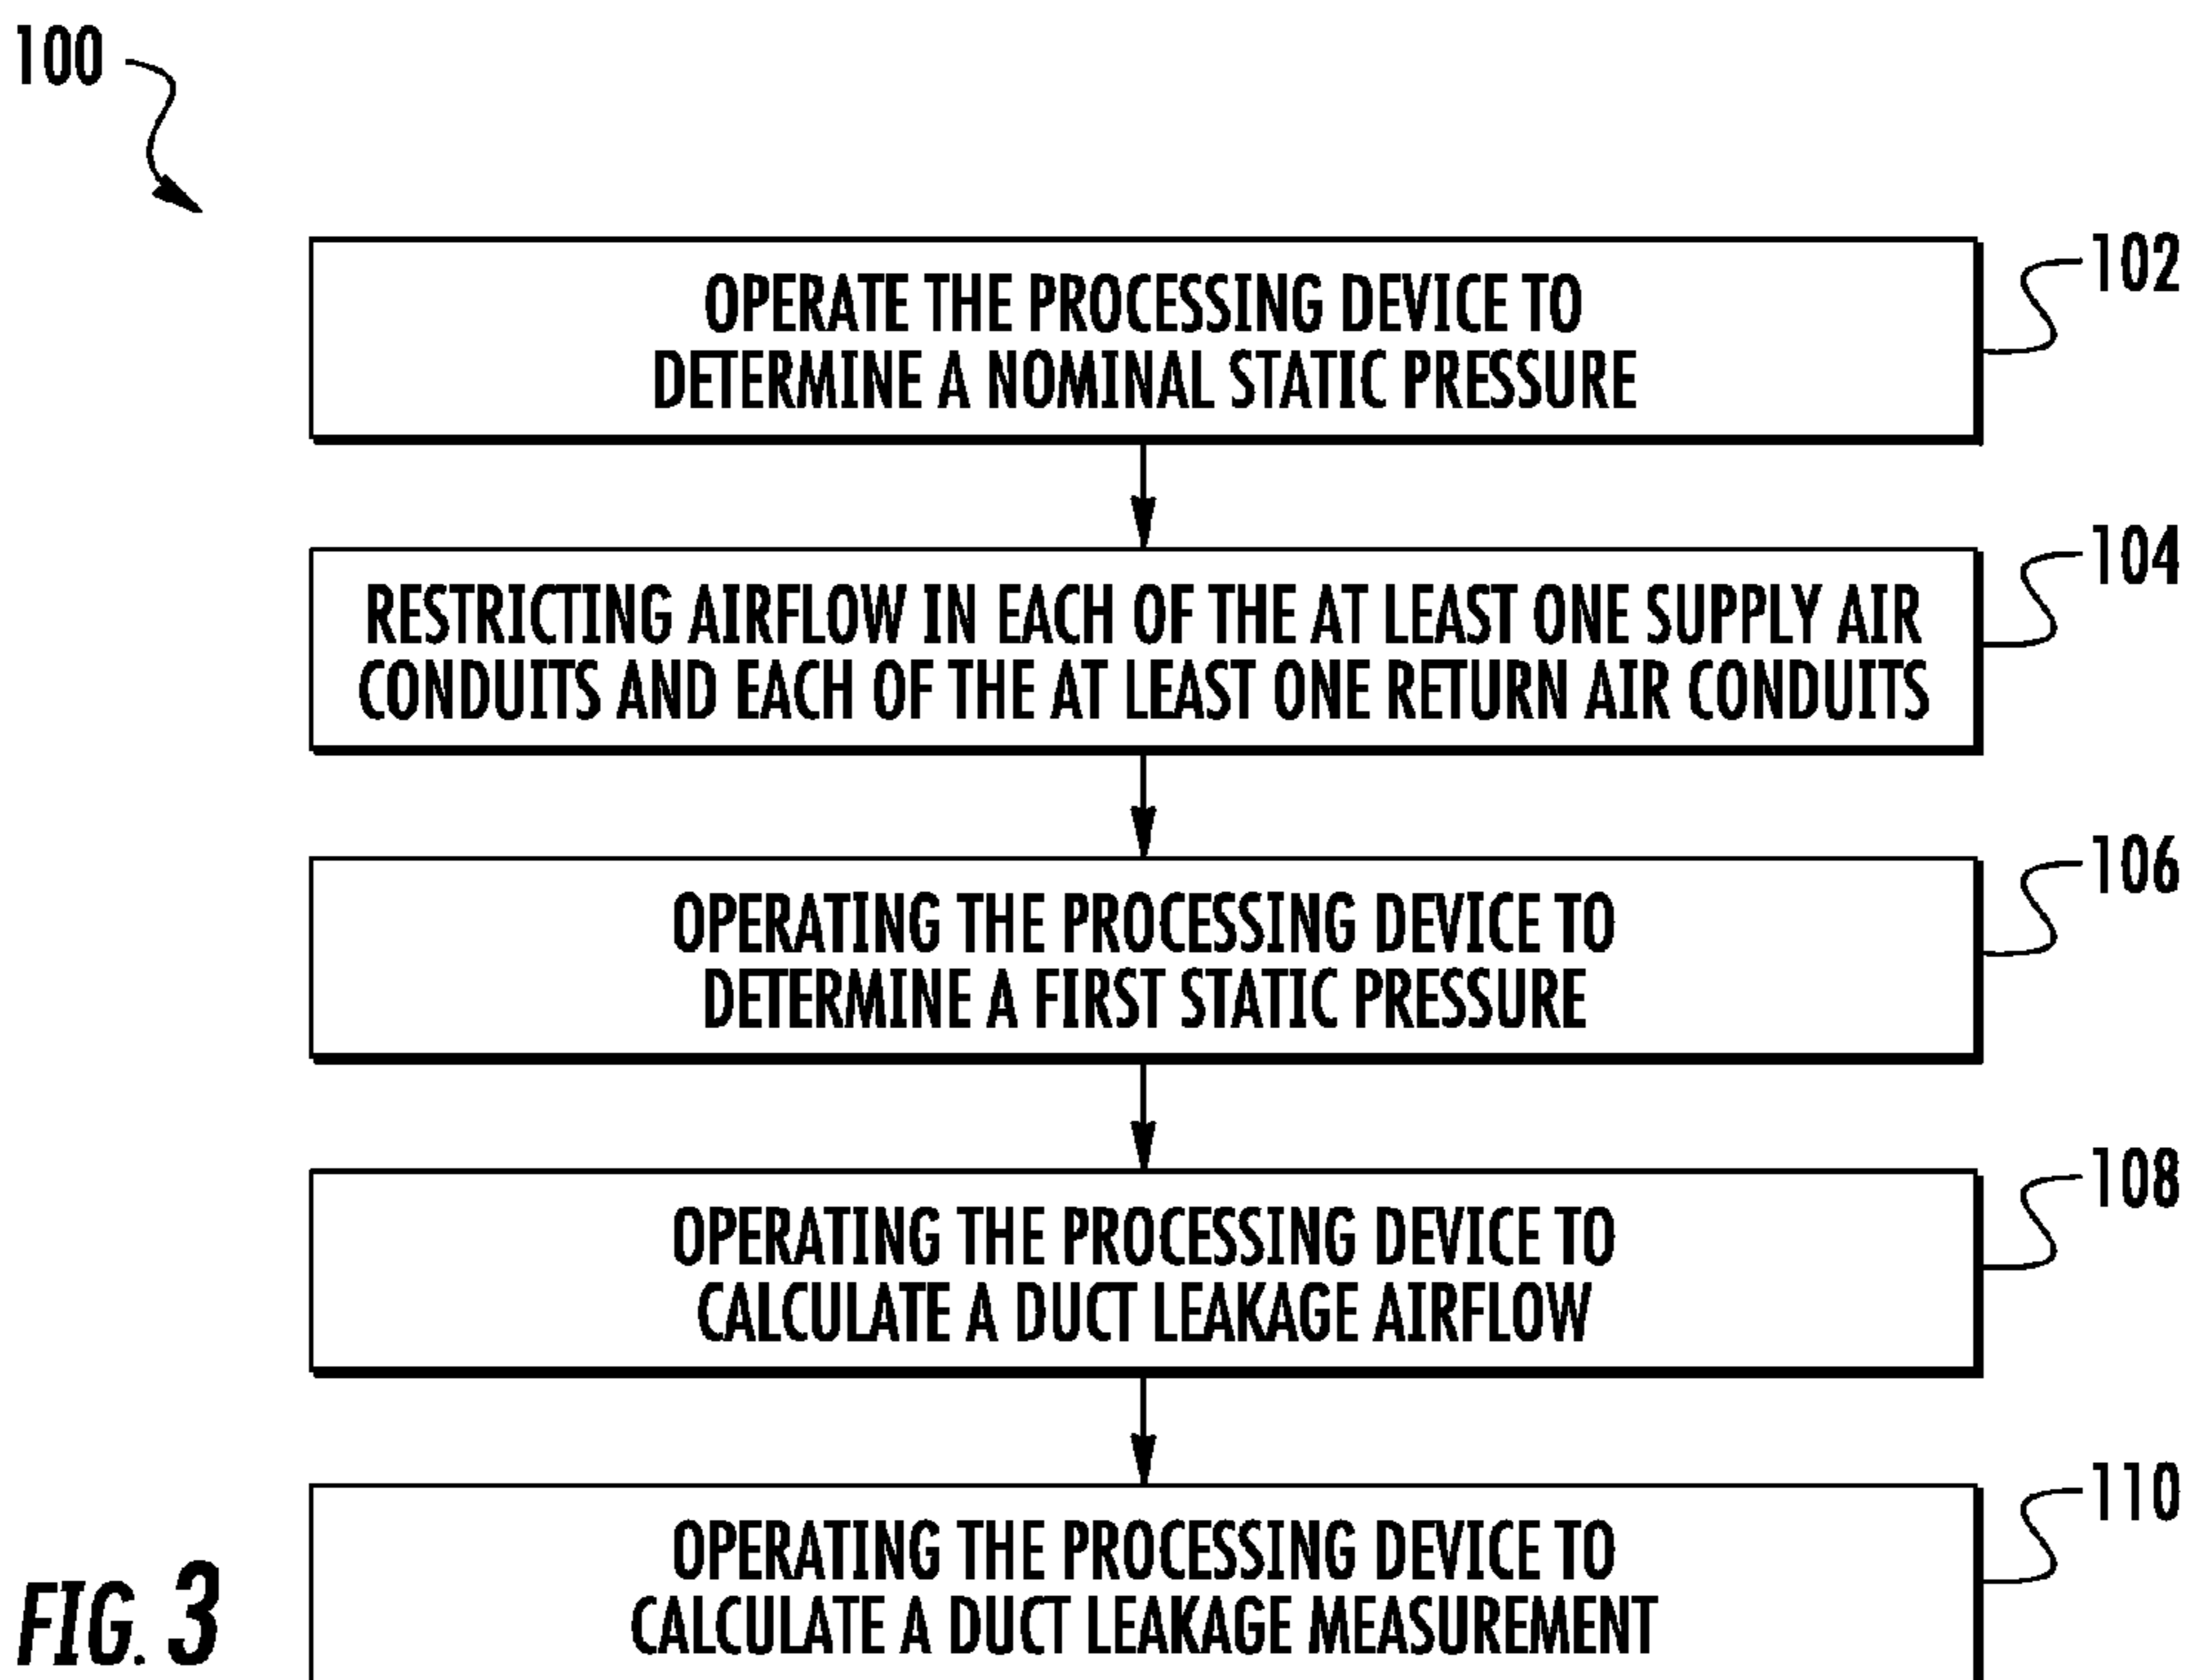 100
OPERATE THE PROCESSING DEVICE TO
DETERMINE A NOMINAL STATIC PRESSURE
102
RESTRICTING AIRFLOW IN EACH OF THE AT LEAST ONE SUPPLY AIR
CONDUITS AND EACH OF THE AT LEAST ONE RETURN AIR CONDUITS
104
OPERATING THE PROCESSING DEVICE TO
DETERMINE A FIRST STATIC PRESSURE
106
OPERATING THE PROCESSING DEVICE TO
CALCULATE A DUCT LEAKAGE AIRFLOW
108
OPERATING THE PROCESSING DEVICE TO
CALCULATE A DUCT LEAKAGE MEASUREMENT
110
FIG. 3